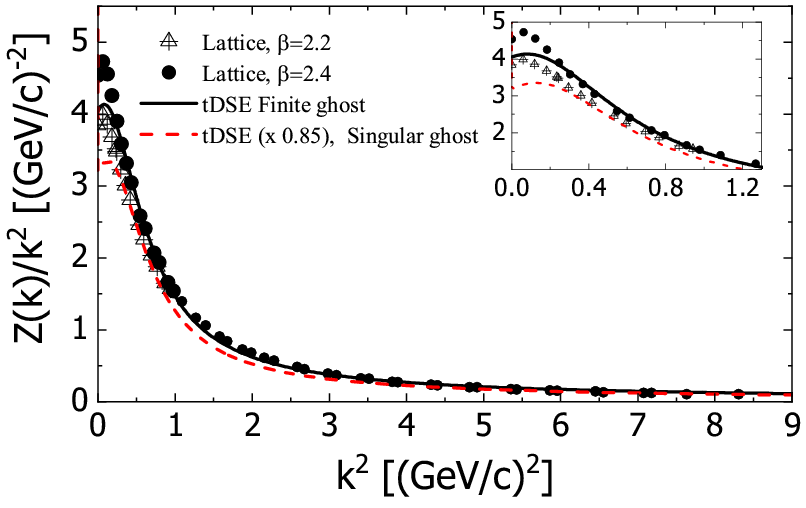 Lattice, β=2.2
Lattice, β=2.4
tDSE Finite ghost
tDSE (x 0.85), Singular ghost
4
3
2
0.0 0.4 0.8 1.2
5
4
3
2
1
0
Z(k)/k² [(GeV/c)⁻²]
0 1 2 3 4 5 6 7 8 9
k² [(GeV/c)²]